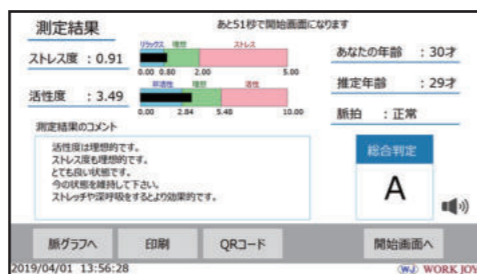 測定結果
あと51秒で開始画面になります
ストレス度 : 0.91
リラックス 理想 ストレス
0.00 0.80 2.00 5.00
活性度 : 3.49
非活性 理想 活性
0.00 2.84 5.48 10.00
あなたの年齢 : 30才
推定年齢 : 29才
脈拍 : 正常
測定結果のコメント
活性度は理想的です。
ストレス度も理想的です。
とても良い状態です。
今の状態を維持して下さい。
ストレッチや深呼吸をするとより効果的です。
総合判定
A
脈グラフへ
印刷
QRコード
開始画面へ
2019/04/01 13:56:28
WJ WORK JOY